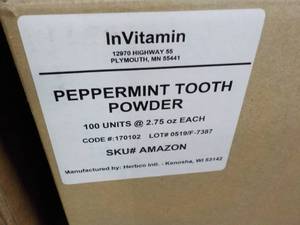 InVitamin
12970 HIGHWAY 55
PLYMOUTH, MN 55441
PEPPERMINT TOOTH
POWDER
100 UNITS @ 2.75 oz EACH
CODE #:170102 LOT# 0519/F-7387
SKU# AMAZON
Manufactured by: Herbco Intl. - Kenosha, WI 53142